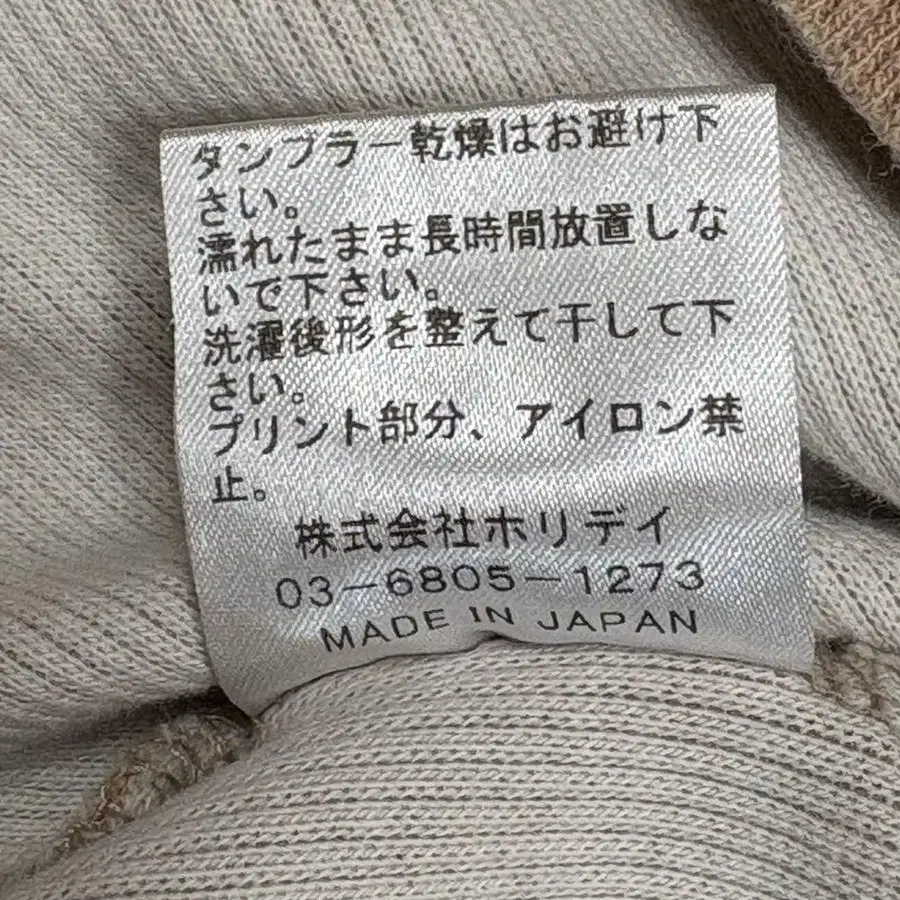 タンブラー乾燥はお避け下
さい。
濡れたまま長時間放置しな
いで下さい。
洗濯後形を整えて干して下
さい。
プリント部分、アイロン禁
止。
株式会社ホリデイ
03-6805-1273
MADE IN JAPAN